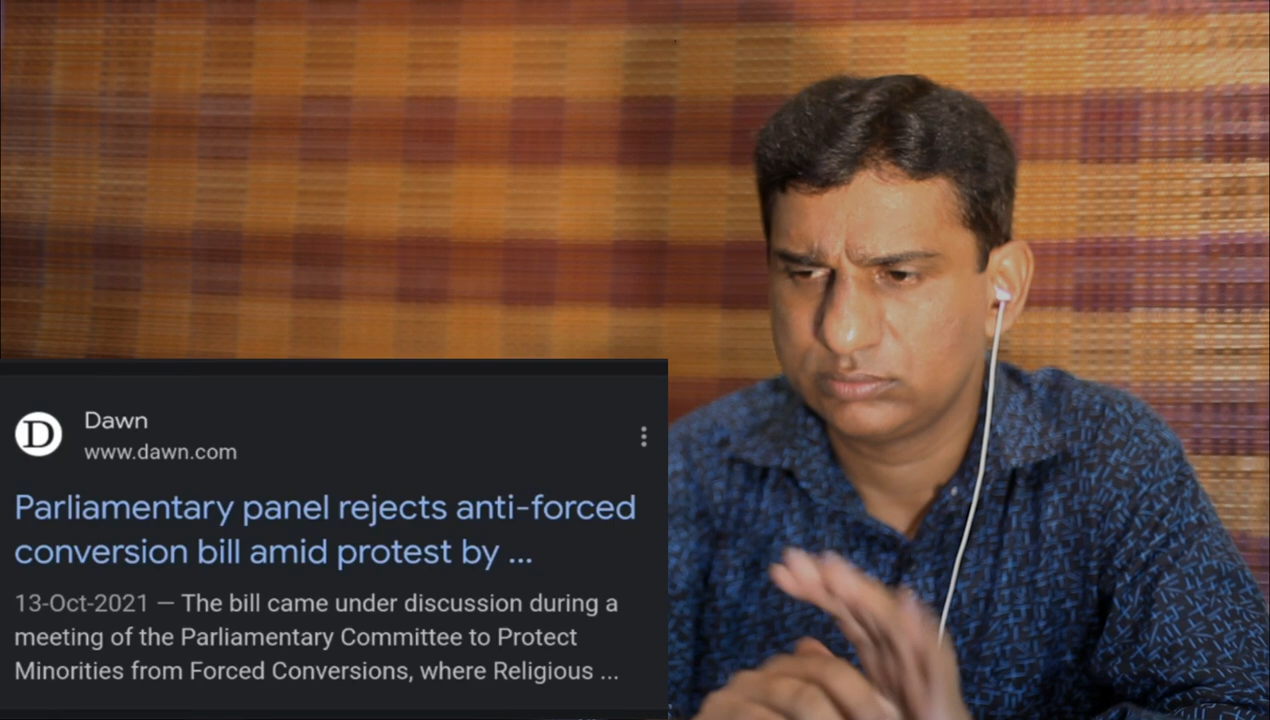 D
Dawn
www.dawn.com
Parliamentary panel rejects anti-forced
conversion bill amid protest by ...
13-Oct-2021 — The bill came under discussion during a
meeting of the Parliamentary Committee to Protect
Minorities from Forced Conversions, where Religious ...